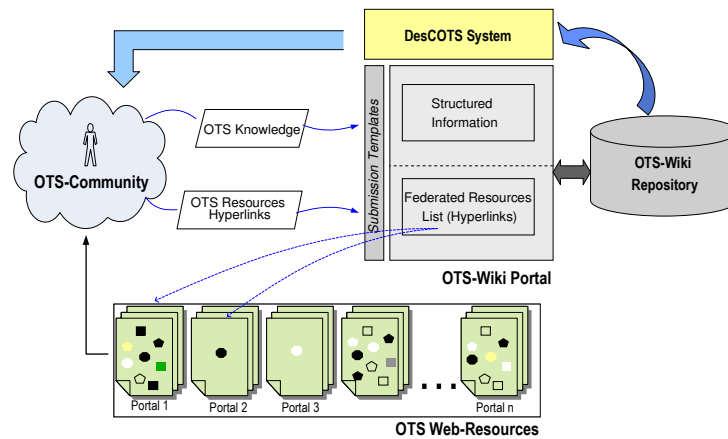 DesCOTS System
OTS-Community
OTS Knowledge
OTS Resources
Hyperlinks
Submission Templates
Structured
Information
Federated Resources
List (Hyperlinks)
OTS-Wiki
Repository
OTS-Wiki Portal
Portal 1
Portal 2
Portal 3
. . .
Portal n
OTS Web-Resources